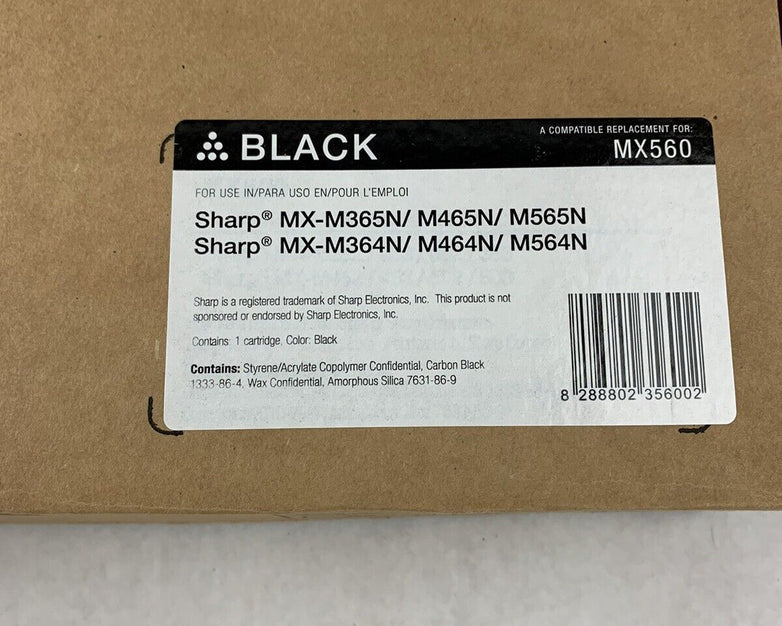 BLACK
A COMPATIBLE REPLACEMENT FOR:
MX560
FOR USE IN/PARA USO EN/POUR L'EMPLOI
Sharp® MX-M365N/ M465N/ M565N
Sharp® MX-M364N/ M464N/ M564N
Sharp is a registered trademark of Sharp Electronics, Inc. This product is not
sponsored or endorsed by Sharp Electronics, Inc.
Contains: 1 cartridge, Color: Black
Contains: Styrene/Acrylate Copolymer Confidential, Carbon Black
1333-86-4, Wax Confidential, Amorphous Silica 7631-86-9
8 288802 356002